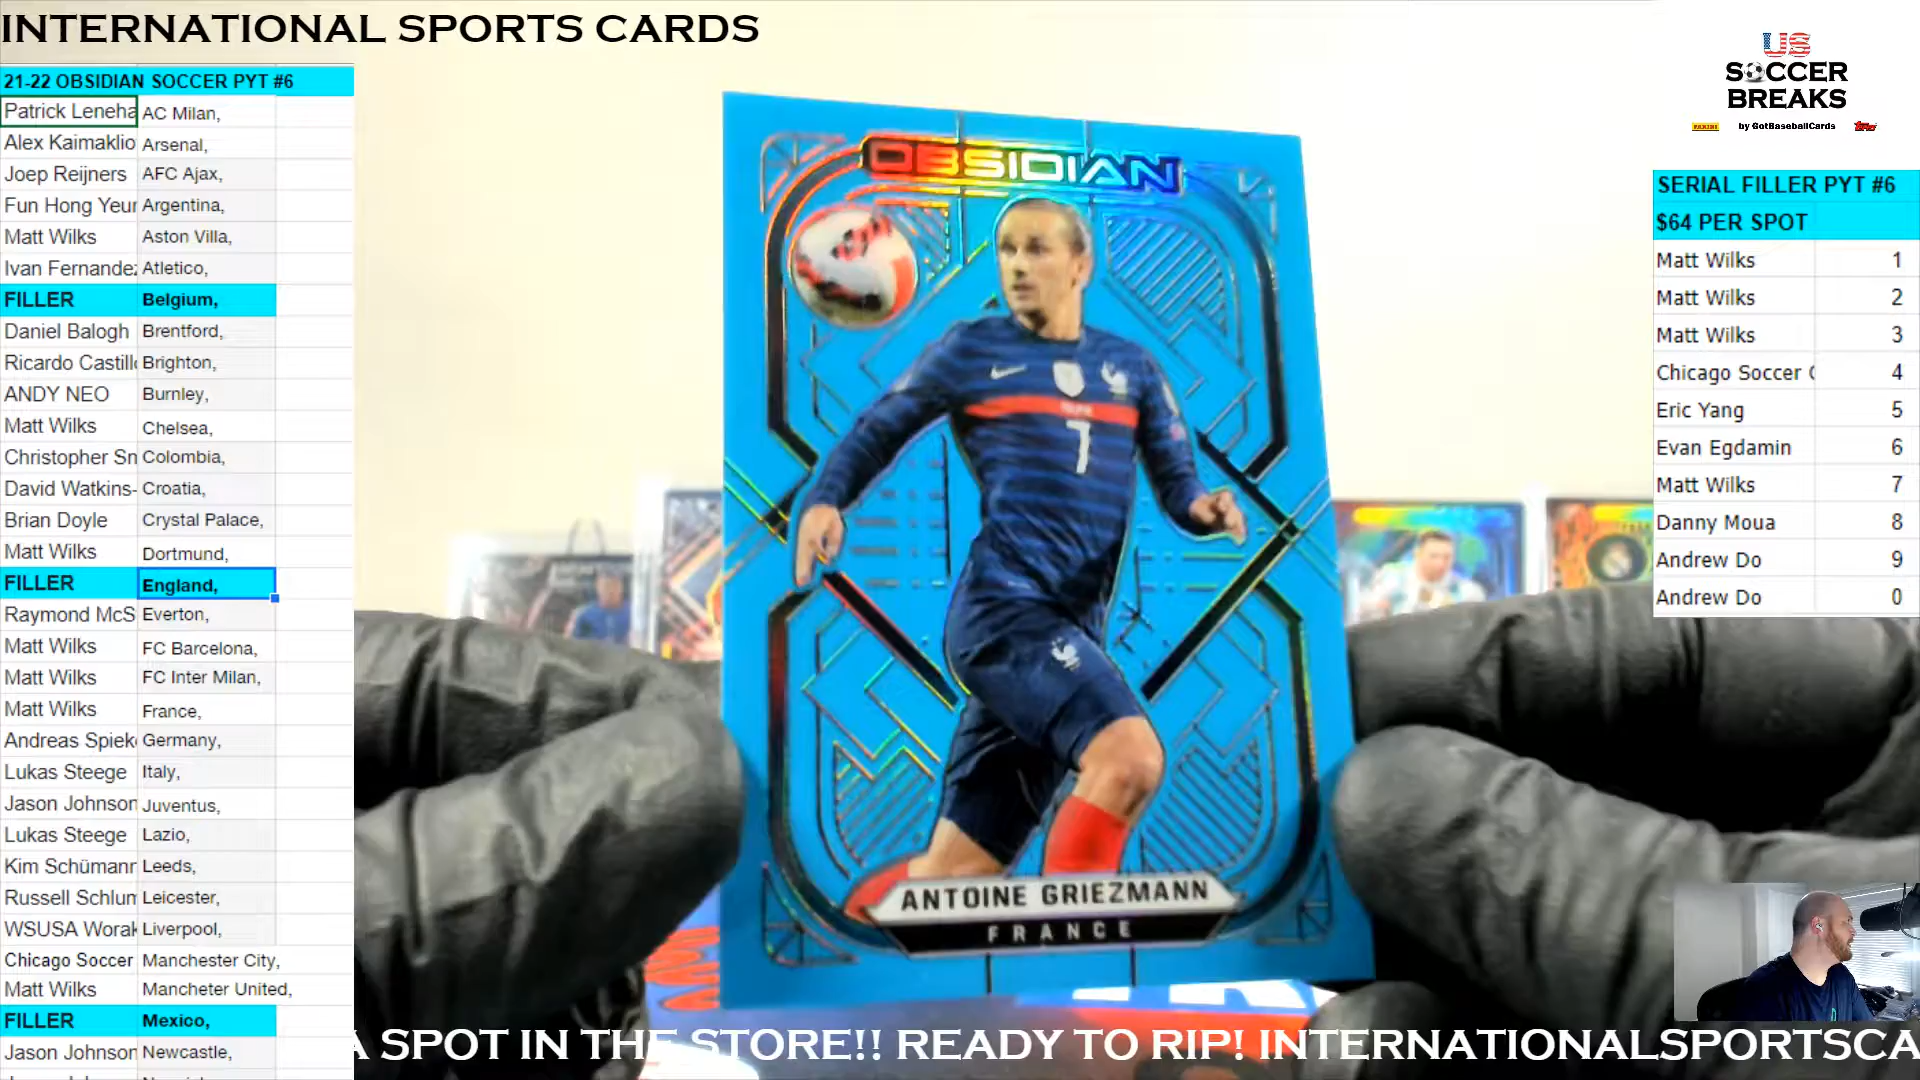 INTERNATIONAL SPORTS CARDS
21-22 OBSIDIAN SOCCER PYT #6
Patrick Leneha AC Milan,
Alex Kaimaklio Arsenal,
Joep Reijners AFC Ajax,
Fun Hong Yeur Argentina,
Matt Wilks Aston Villa,
Ivan Fernandez Atletico,
FILLER Belgium,
Daniel Balogh Brentford,
Ricardo Castill Brighton,
ANDY NEO Burnley,
Matt Wilks Chelsea,
Christopher Sn Colombia,
David Watkins- Croatia,
Brian Doyle Crystal Palace,
Matt Wilks Dortmund,
FILLER England,
Raymond McS Everton,
Matt Wilks FC Barcelona,
Matt Wilks FC Inter Milan,
Matt Wilks France,
Andreas Spiek Germany,
Lukas Steege Italy,
Jason Johnson Juventus,
Lukas Steege Lazio,
Kim Schümann Leeds,
Russell Schlum Leicester,
WSUSA Worak Liverpool,
Chicago Soccer Manchester City,
Matt Wilks Mancheter United,
FILLER Mexico,
Jason Johnson Newcastle,
OBSIDIAN
7
ANTOINE GRIEZMANN
FRANCE
US
SOCCER
BREAKS
PANINI by GotBaseballCards Topps
SERIAL FILLER PYT #6
$64 PER SPOT
Matt Wilks 1
Matt Wilks 2
Matt Wilks 3
Chicago Soccer 4
Eric Yang 5
Evan Egdamin 6
Matt Wilks 7
Danny Moua 8
Andrew Do 9
Andrew Do 0
A SPOT IN THE STORE!! READY TO RIP! INTERNATIONALSPORTSCA